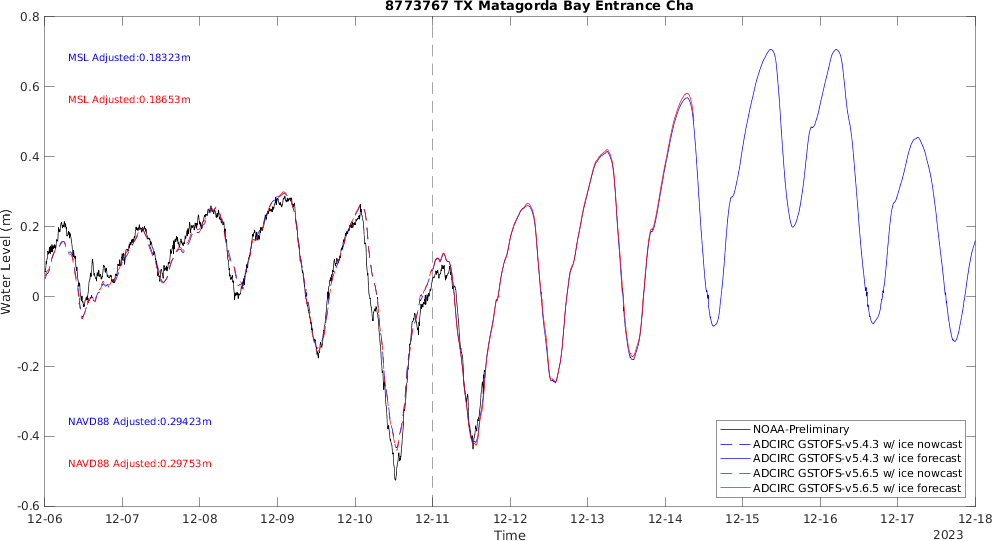 8773767 TX Matagorda Bay Entrance Cha
0.8
0.6
0.4
0.2
0
-0.2
-0.4
-0.6
Water Level (m)
MSL Adjusted:0.18323m
MSL Adjusted:0.18653m
NAVD88 Adjusted:0.29423m
NAVD88 Adjusted:0.29753m
NOAA-Preliminary
ADCIRC GSTOFS-v5.4.3 w/ ice nowcast
ADCIRC GSTOFS-v5.4.3 w/ ice forecast
ADCIRC GSTOFS-v5.6.5 w/ ice nowcast
ADCIRC GSTOFS-v5.6.5 w/ ice forecast
12-06 12-07 12-08 12-09 12-10 12-11 12-12 12-13 12-14 12-15 12-16 12-17 12-18
Time
2023